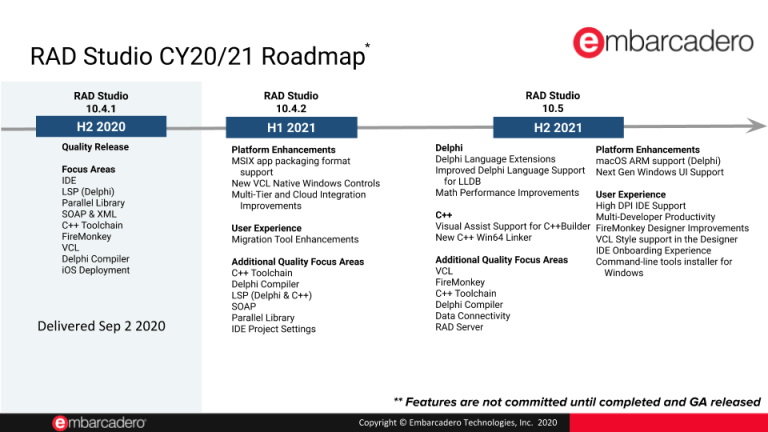 RAD Studio CY20/21 Roadmap*
embarcadero
RAD Studio
10.4.1
H2 2020
Quality Release
Focus Areas
IDE
LSP (Delphi)
Parallel Library
SOAP & XML
C++ Toolchain
FireMonkey
VCL
Delphi Compiler
iOS Deployment
Delivered Sep 2 2020
RAD Studio
10.4.2
H1 2021
Platform Enhancements
MSIX app packaging format
support
New VCL Native Windows Controls
Multi-Tier and Cloud Integration
Improvements
User Experience
Migration Tool Enhancements
Additional Quality Focus Areas
C++ Toolchain
Delphi Compiler
LSP (Delphi & C++)
SOAP
Parallel Library
IDE Project Settings
RAD Studio
10.5
H2 2021
Delphi
Delphi Language Extensions
Improved Delphi Language Support
for LLDB
Math Performance Improvements
C++
Visual Assist Support for C++Builder
New C++ Win64 Linker
Additional Quality Focus Areas
VCL
FireMonkey
C++ Toolchain
Delphi Compiler
Data Connectivity
RAD Server
Platform Enhancements
macOS ARM support (Delphi)
Next Gen Windows UI Support
User Experience
High DPI IDE Support
Multi-Developer Productivity
FireMonkey Designer Improvements
VCL Style support in the Designer
IDE Onboarding Experience
Command-line tools installer for
Windows
** Features are not committed until completed and GA released
embarcadero
Copyright © Embarcadero Technologies, Inc. 2020